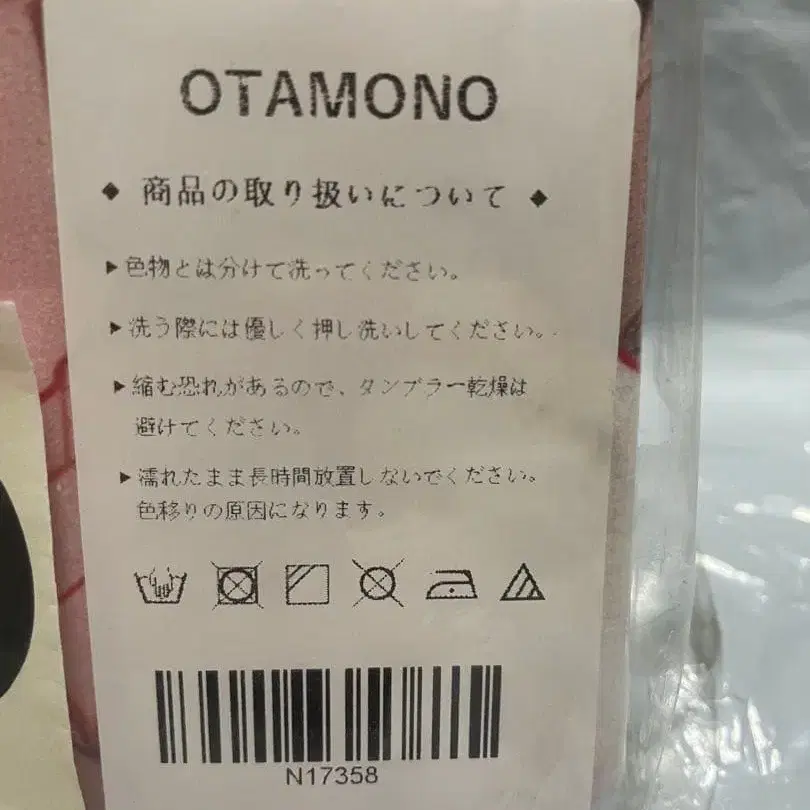 OTAMONO
◆ 商品の取り扱いについて ◆
▶色物とは分けて洗ってください。
▶洗う際には優しく押し洗いしてください。
▶縮む恐れがあるので、タンブラー乾燥は
避けてください。
▶濡れたまま長時間放置しないでください。
色移りの原因になります。
N17358